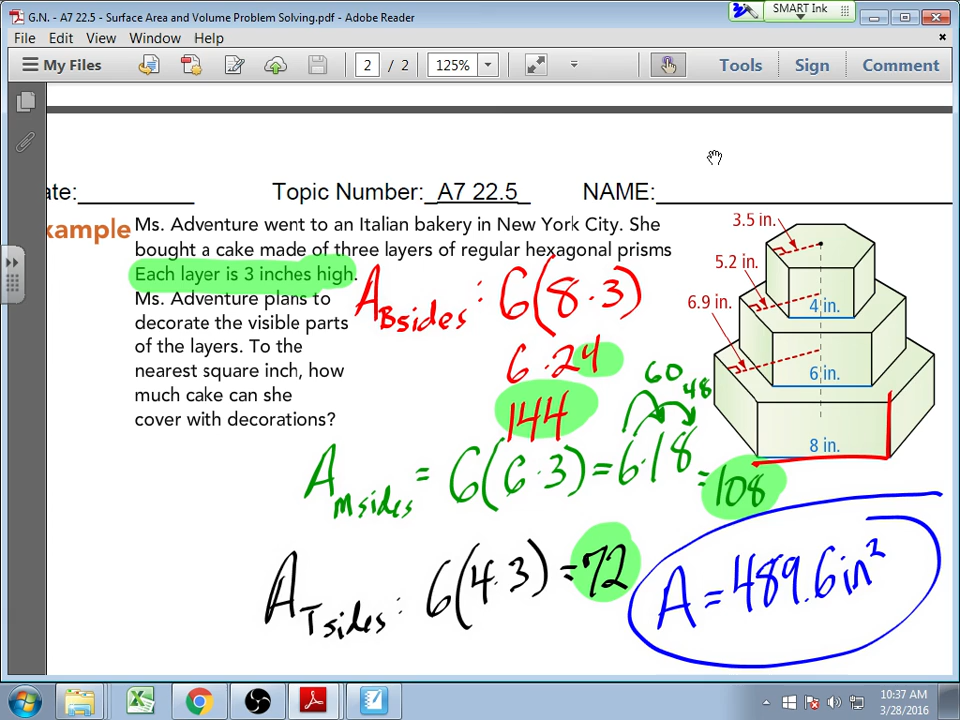 G.N. - A7 22.5 - Surface Area and Volume Problem Solving.pdf - Adobe Reader
SMART Ink
File Edit View Window Help
My Files 2 / 2 125% Tools Sign Comment
ate:__________ Topic Number:_A7 22.5_ NAME:
xample Ms. Adventure went to an Italian bakery in New York City. She
bought a cake made of three layers of regular hexagonal prisms
Each layer is 3 inches high.
Ms. Adventure plans to
decorate the visible parts
of the layers. To the
nearest square inch, how
much cake can she
cover with decorations?
3.5 in.
5.2 in.
6.9 in.
4 in.
6 in.
8 in.
A Bsides : 6(8·3)
6·24
144
60
48
A Msides = 6(6·3) = 6·18 = 108
A Tsides : 6(4·3) = 72
A = 489.6 in²
10:37 AM
3/28/2016